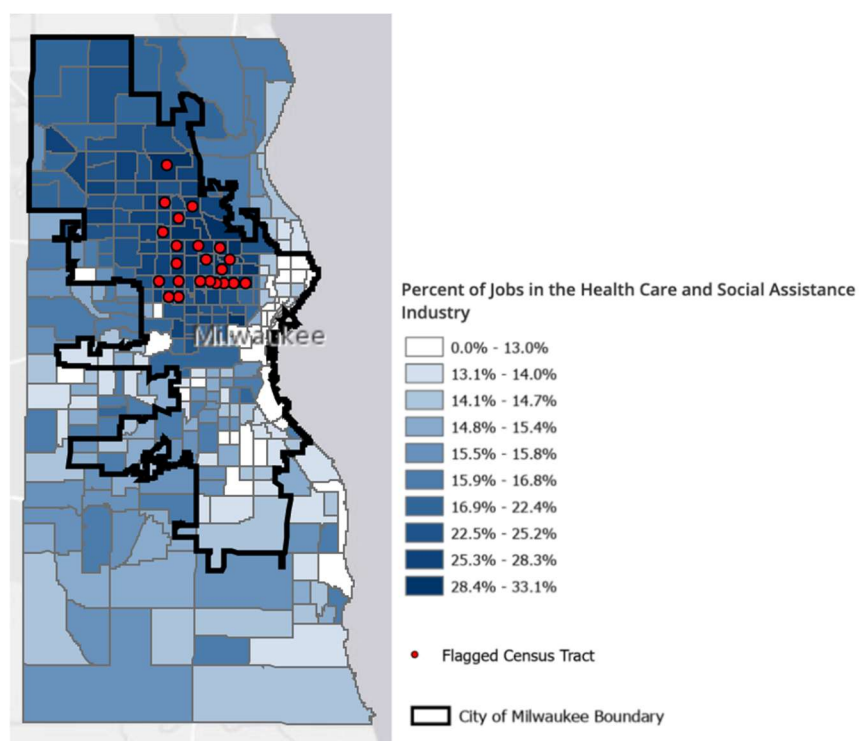 Milwaukee
Percent of Jobs in the Health Care and Social Assistance
Industry
0.0% - 13.0%
13.1% - 14.0%
14.1% - 14.7%
14.8% - 15.4%
15.5% - 15.8%
15.9% - 16.8%
16.9% - 22.4%
22.5% - 25.2%
25.3% - 28.3%
28.4% - 33.1%
Flagged Census Tract
City of Milwaukee Boundary